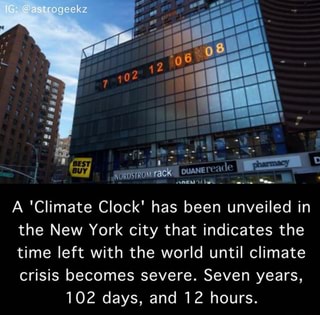 IG: @astrogeekz
7 102 12 06 08
BEST
BUY
NORDSTROM rack
DUANEreade
pharmacy
D
A 'Climate Clock' has been unveiled in
the New York city that indicates the
time left with the world until climate
crisis becomes severe. Seven years,
102 days, and 12 hours.